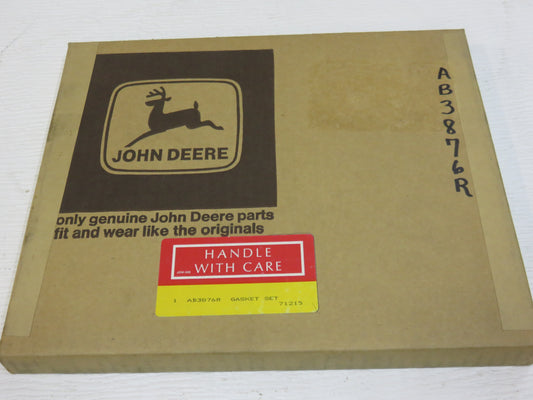 JOHN DEERE
only genuine John Deere parts
fit and wear like the originals
AB3876R
HANDLE
WITH CARE
1 AB3876R GASKET SET
71215